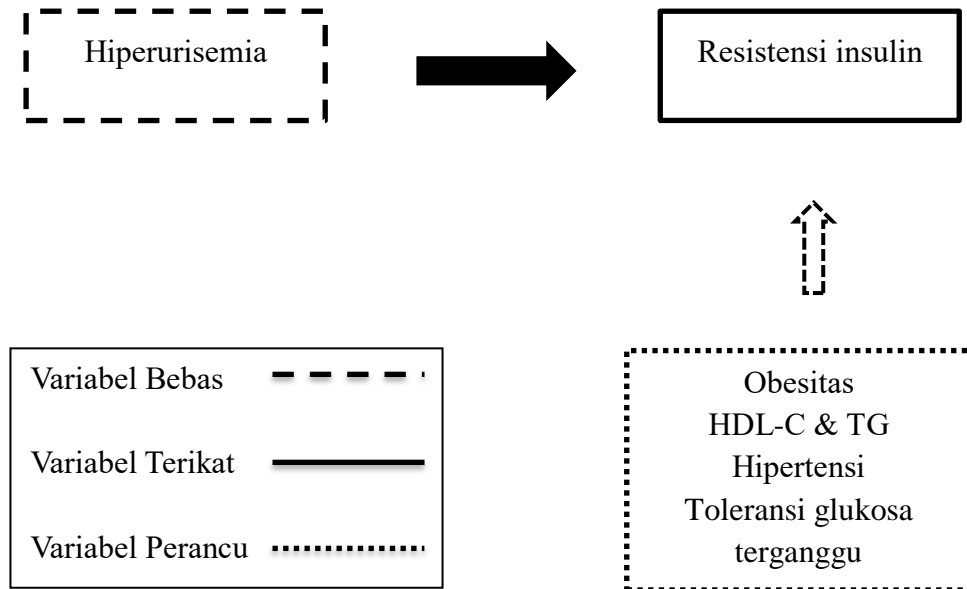 Hiperurisemia
Resistensi insulin
Variabel Bebas
Variabel Terikat
Variabel Perancu
Obesitas
HDL-C & TG
Hipertensi
Toleransi glukosa
terganggu